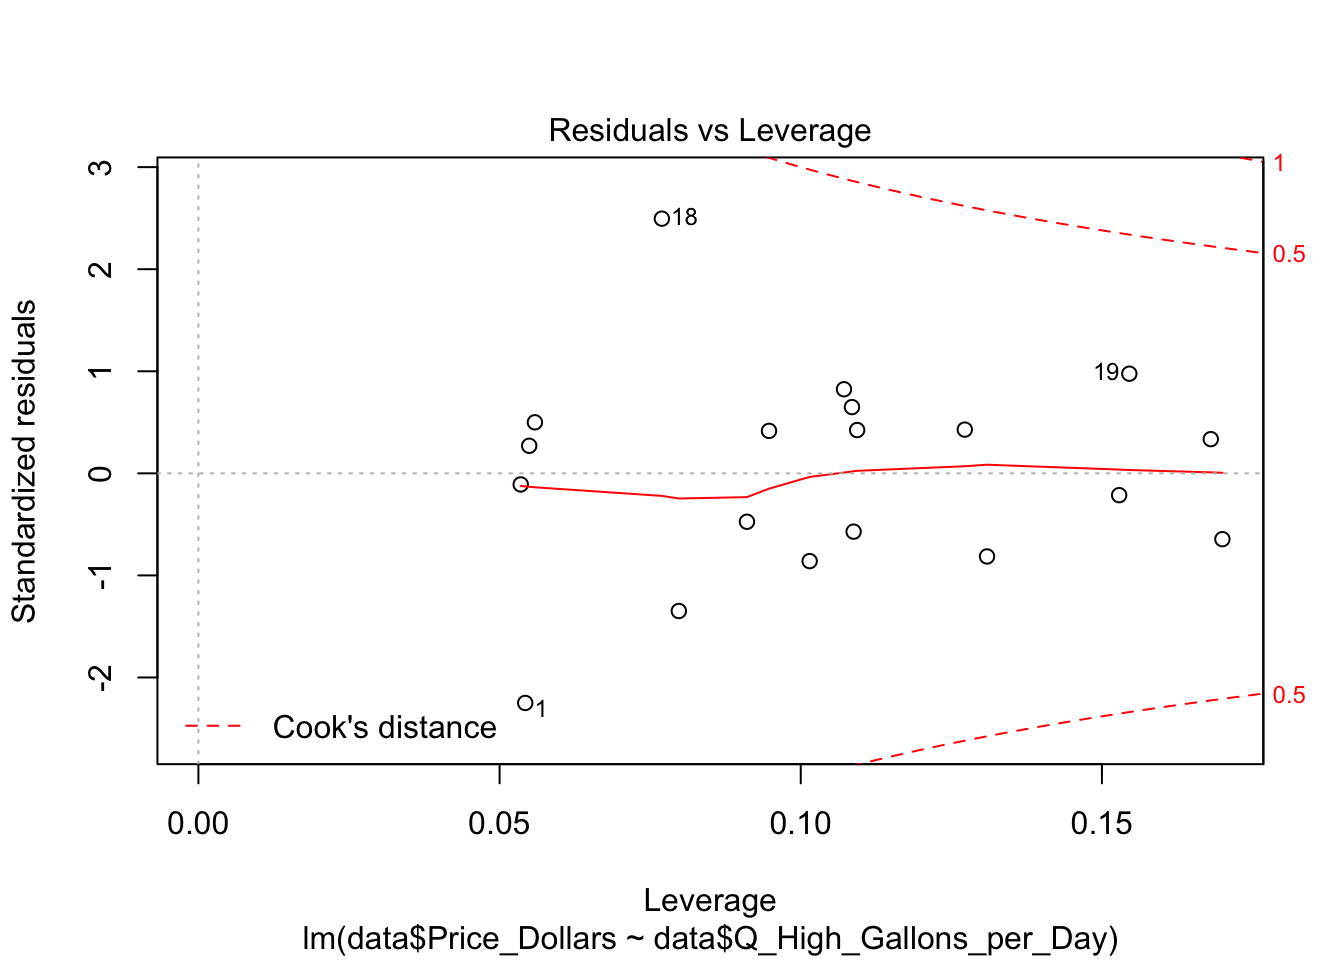 Residuals vs Leverage
3
2
1
0
-1
-2
Standardized residuals
18
19
1
1
0.5
0.5
Cook's distance
0.00 0.05 0.10 0.15
Leverage
lm(data$Price_Dollars ~ data$Q_High_Gallons_per_Day)